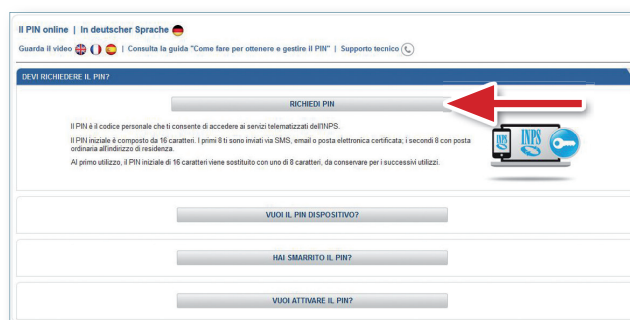 Il PIN online | In deutscher Sprache
Guarda il video | Consulta la guida "Come fare per ottenere e gestire il PIN" | Supporto tecnico
DEVI RICHIEDERE IL PIN?
RICHIEDI PIN
Il PIN è il codice personale che ti consente di accedere ai servizi telematizzati dell'INPS.
Il PIN iniziale è composto da 16 caratteri. I primi 8 ti sono inviati via SMS, email o posta elettronica certificata; i secondi 8 con posta
ordinaria all'indirizzo di residenza.
Al primo utilizzo, il PIN iniziale di 16 caratteri viene sostituito con uno di 8 caratteri, da conservare per i successivi utilizzi.
INPS INPS
VUOI IL PIN DISPOSITIVO?
HAI SMARRITO IL PIN?
VUOI ATTIVARE IL PIN?